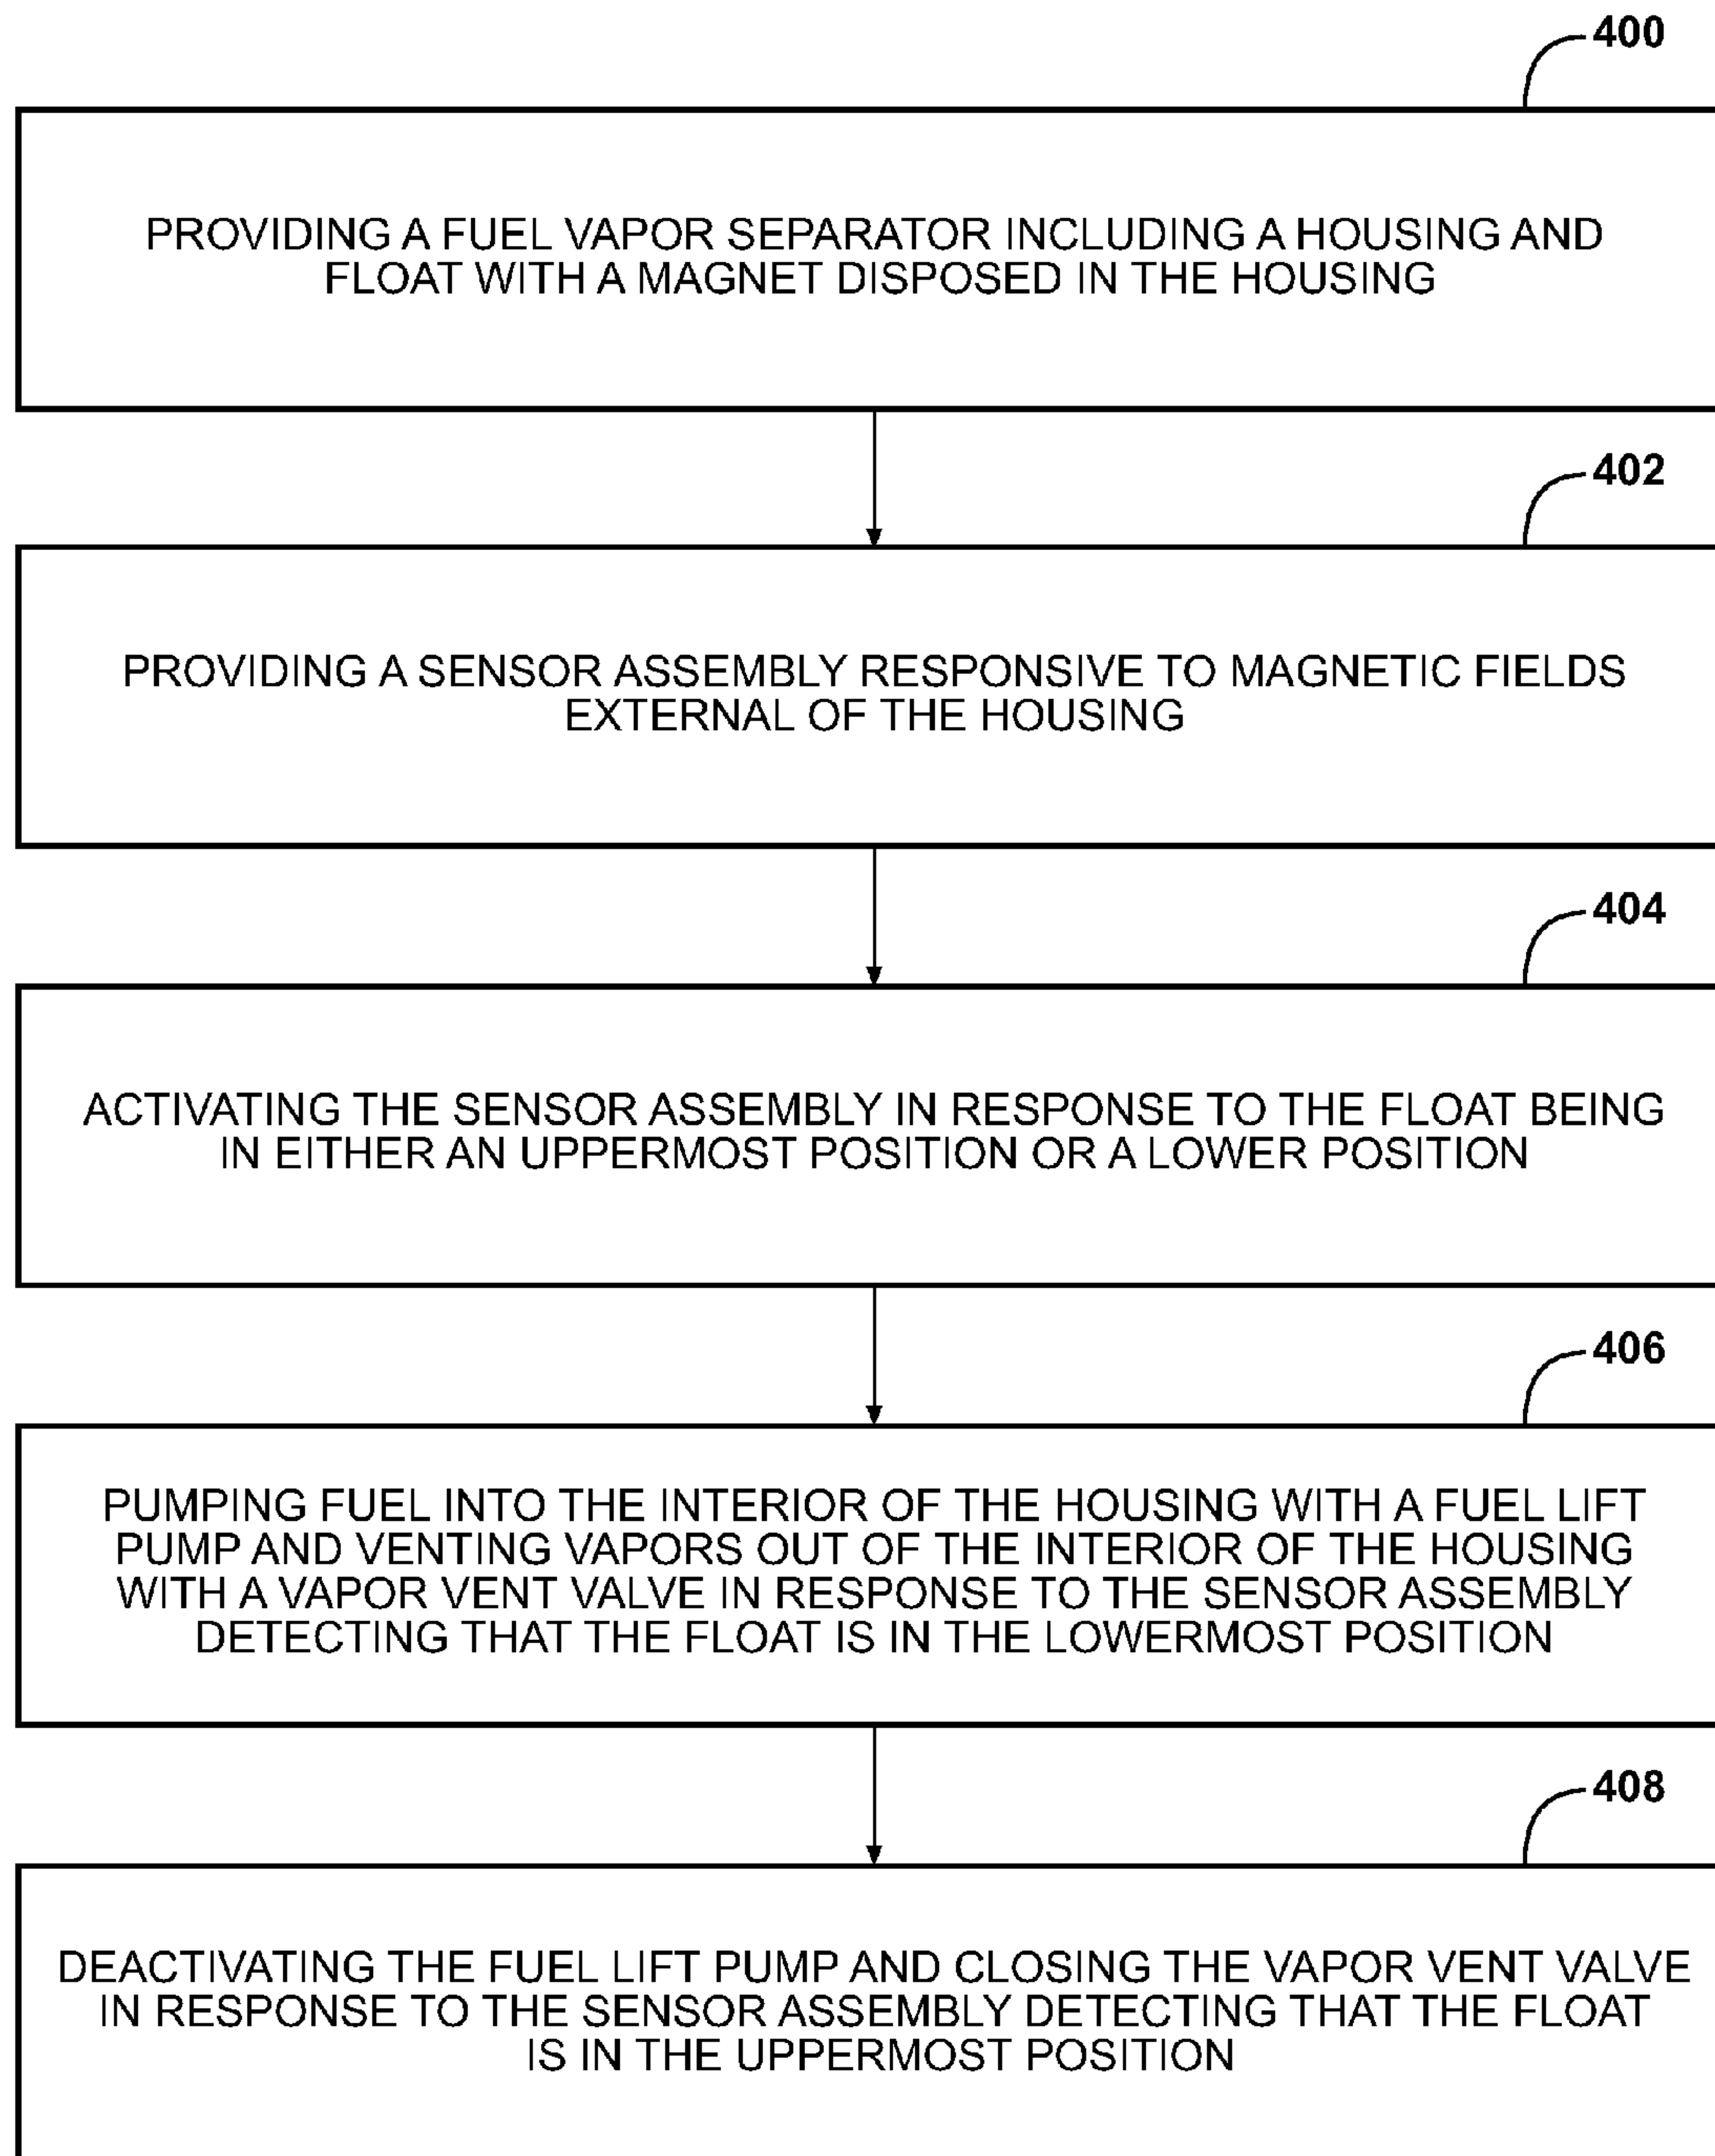 400
PROVIDING A FUEL VAPOR SEPARATOR INCLUDING A HOUSING AND
FLOAT WITH A MAGNET DISPOSED IN THE HOUSING
402
PROVIDING A SENSOR ASSEMBLY RESPONSIVE TO MAGNETIC FIELDS
EXTERNAL OF THE HOUSING
404
ACTIVATING THE SENSOR ASSEMBLY IN RESPONSE TO THE FLOAT BEING
IN EITHER AN UPPERMOST POSITION OR A LOWER POSITION
406
PUMPING FUEL INTO THE INTERIOR OF THE HOUSING WITH A FUEL LIFT
PUMP AND VENTING VAPORS OUT OF THE INTERIOR OF THE HOUSING
WITH A VAPOR VENT VALVE IN RESPONSE TO THE SENSOR ASSEMBLY
DETECTING THAT THE FLOAT IS IN THE LOWERMOST POSITION
408
DEACTIVATING THE FUEL LIFT PUMP AND CLOSING THE VAPOR VENT VALVE
IN RESPONSE TO THE SENSOR ASSEMBLY DETECTING THAT THE FLOAT
IS IN THE UPPERMOST POSITION